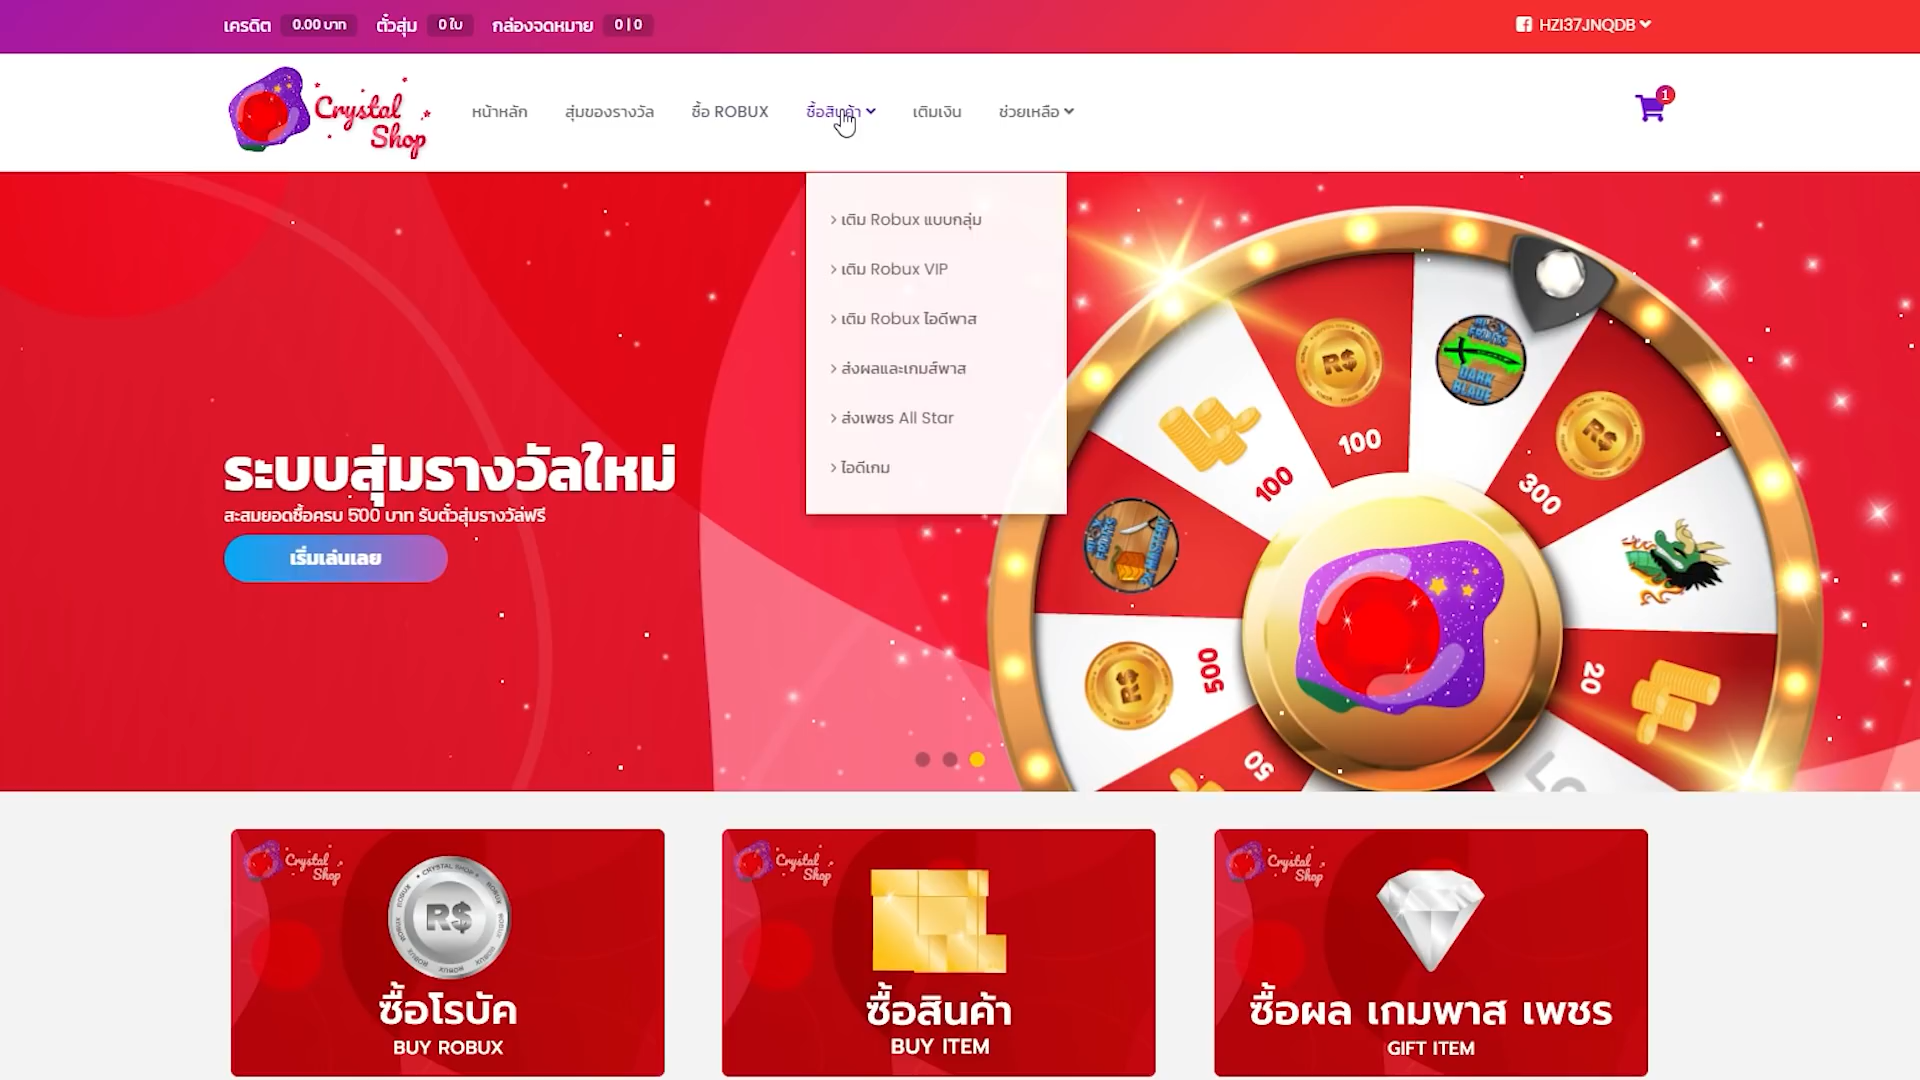 เครดิต 0.00 บาท ตั๋วสุ่ม 0 ใบ กล่องจดหมาย 0 | 0
HZI37JNQDB
Crystal
Shop
หน้าหลัก สุ่มของรางวัล ซื้อ ROBUX ซื้อสินค้า เติมเงิน ช่วยเหลือ
1
เติม Robux แบบกลุ่ม
เติม Robux VIP
เติม Robux ไอดีพาส
ส่งผลและเกมส์พาส
ส่งเพชร All Star
ไอดีเกม
ระบบสุ่มรางวัลใหม่
สะสมยอดซื้อครบ 500 บาท รับตั๋วสุ่มรางวัลฟรี
เริ่มเล่นเลย
R$
100
100
DARK
BLADE
R$
300
R$
500
20
50
Crystal
Shop
CRYSTAL SHOP
ROBUX
R$
ซื้อโรบัค
BUY ROBUX
Crystal
Shop
ซื้อสินค้า
BUY ITEM
Crystal
Shop
ซื้อผล เกมพาส เพชร
GIFT ITEM